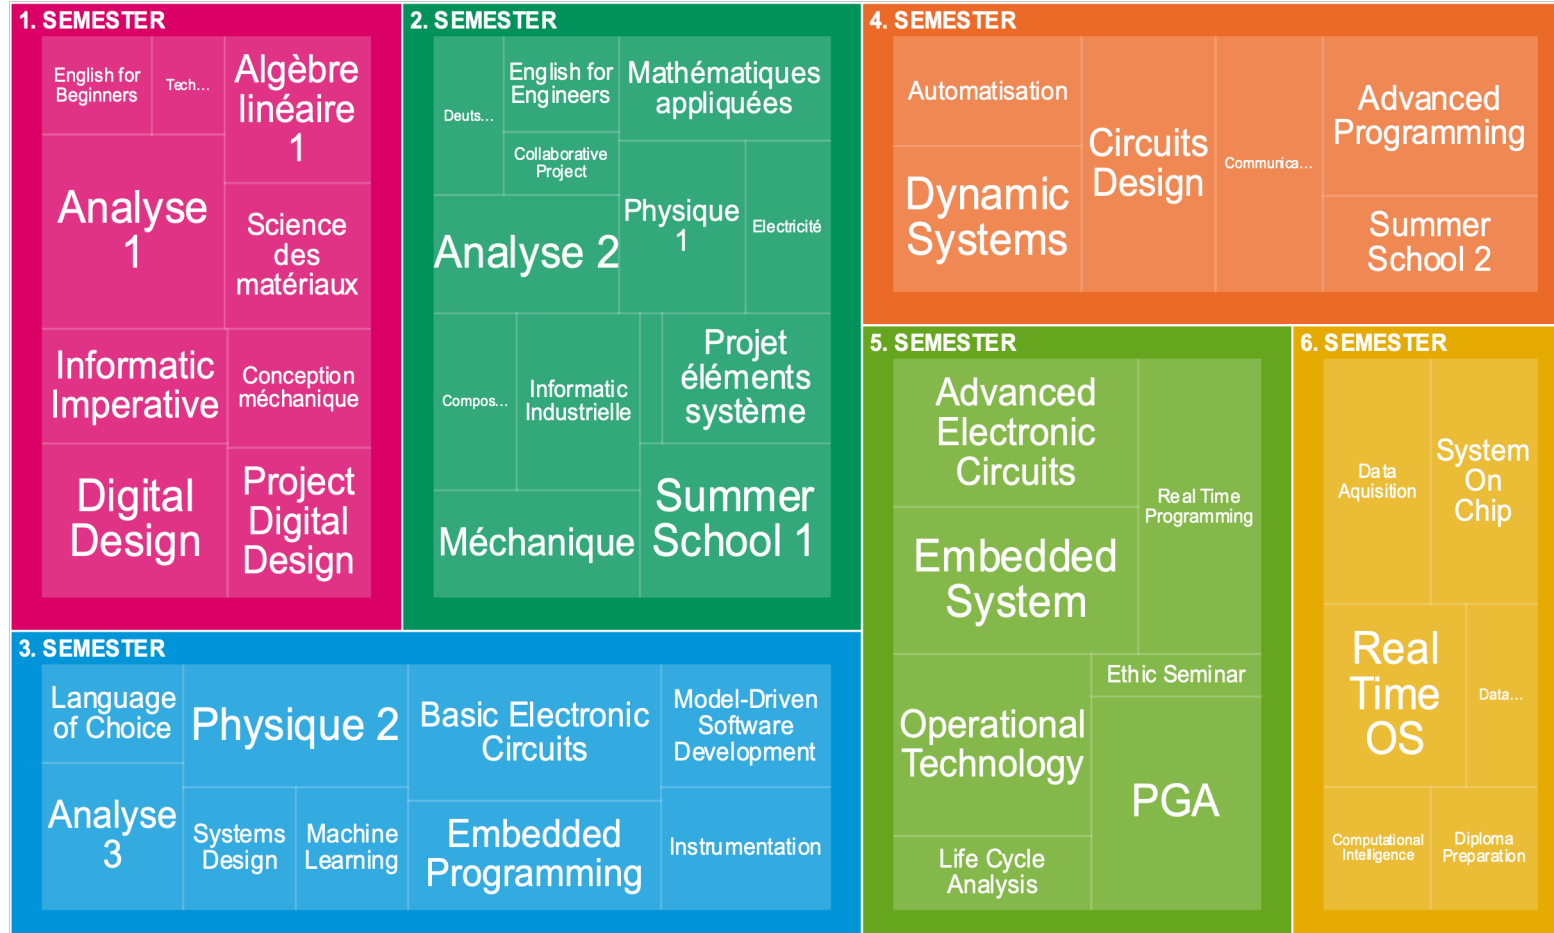 1. SEMESTER
English for
Beginners
Tech...
Algèbre
linéaire
1
Analyse
1
Science
des
matériaux
Informatic
Imperative
Conception
méchanique
Digital
Design
Project
Digital
Design
2. SEMESTER
Deuts...
English for
Engineers
Mathématiques
appliquées
Collaborative
Project
Analyse 2
Physique
1
Electricité
Compos...
Informatic
Industrielle
Projet
éléments
système
Méchanique
Summer
School 1
3. SEMESTER
Language
of Choice
Physique 2
Basic Electronic
Circuits
Model-Driven
Software
Development
Analyse
3
Systems
Design
Machine
Learning
Embedded
Programming
Instrumentation
4. SEMESTER
Automatisation
Dynamic
Systems
Circuits
Design
Communica...
Advanced
Programming
Summer
School 2
5. SEMESTER
Advanced
Electronic
Circuits
Real Time
Programming
Embedded
System
Operational
Technology
Ethic Seminar
PGA
Life Cycle
Analysis
6. SEMESTER
Data
Aquisition
System
On
Chip
Real
Time
OS
Data...
Computational
Intelligence
Diploma
Preparation